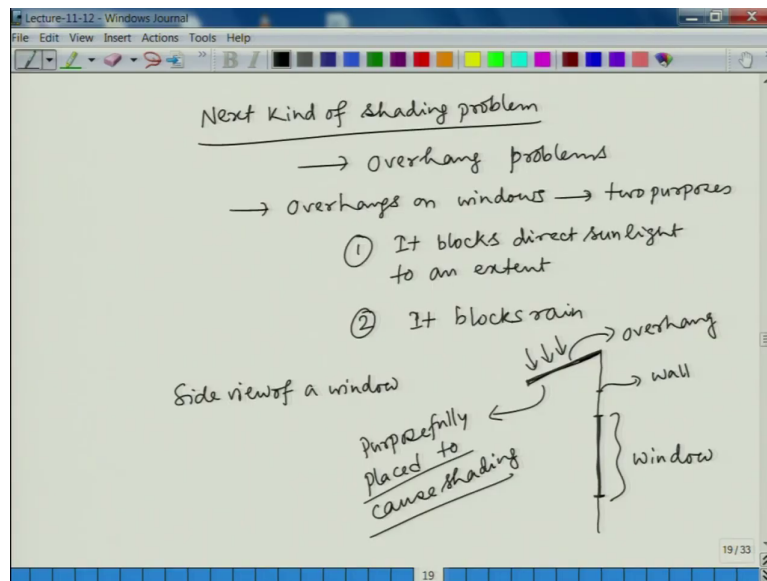 Lecture-11-12 - Windows Journal
File Edit View Insert Actions Tools Help
B I
Next Kind of shading problem
→ Overhang problems
→ Overhangs on windows → two purposes
① It blocks direct sunlight
to an extent
② It blocks rain
overhang
wall
Side view of a window
Purposefully
placed to
cause shading
window
19/33
19